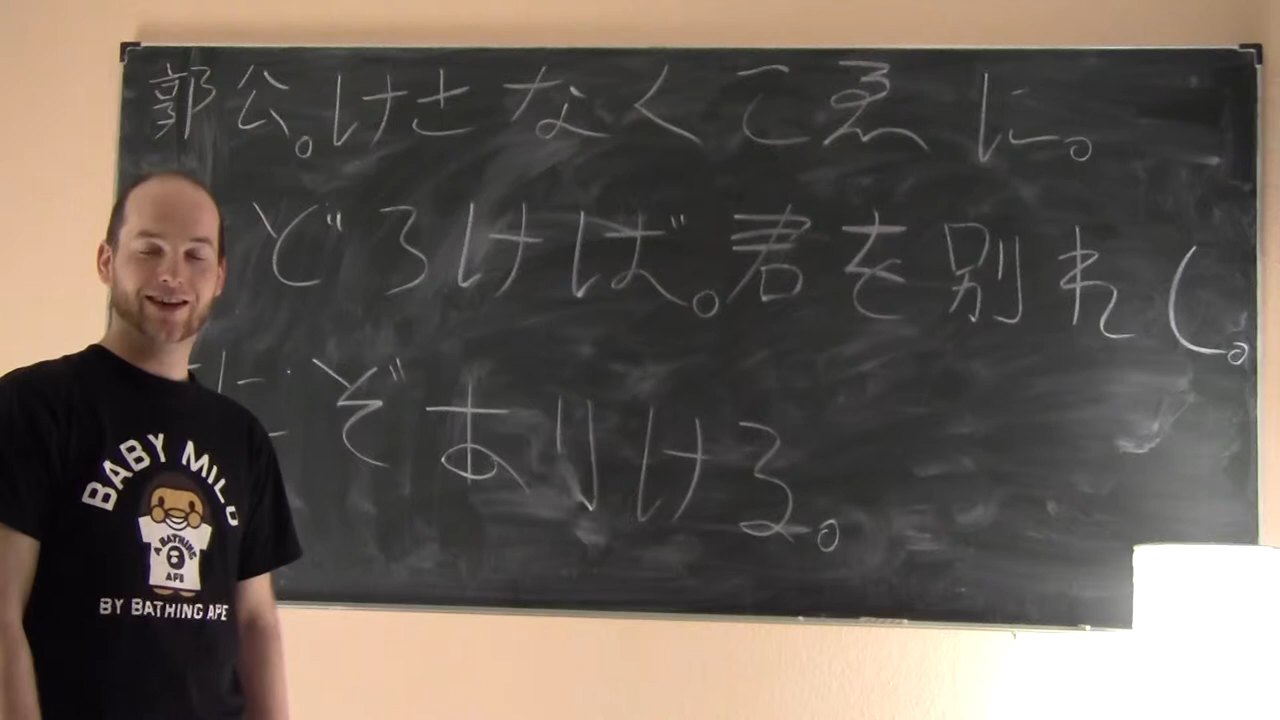 郭公。けさなくこゑに。
どろけば。君を別れし。
ぞありける。
BABY MILO
A BATHING
APE
BY BATHING APE